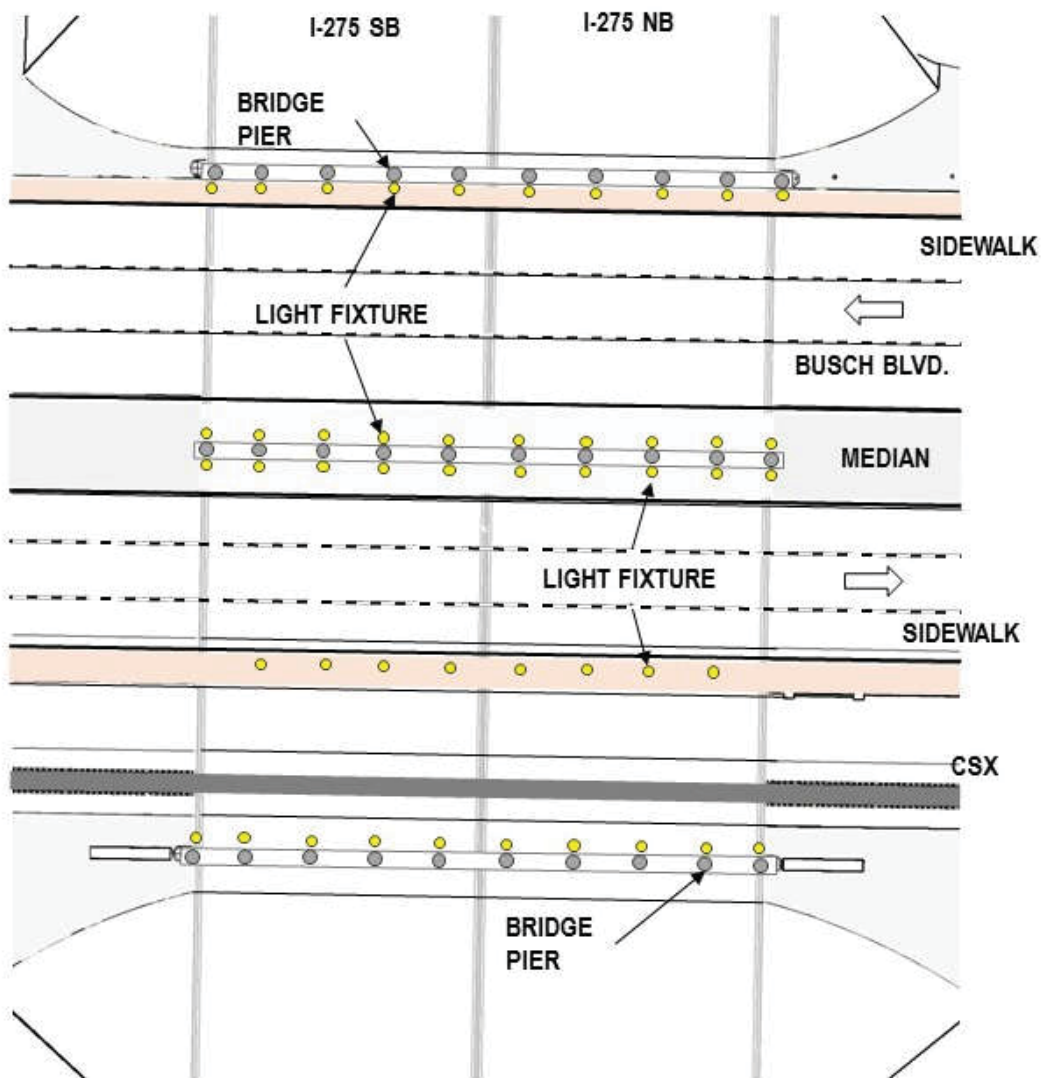 I-275 SB
I-275 NB
BRIDGE
PIER
SIDEWALK
LIGHT FIXTURE
BUSCH BLVD.
MEDIAN
LIGHT FIXTURE
SIDEWALK
CSX
BRIDGE
PIER